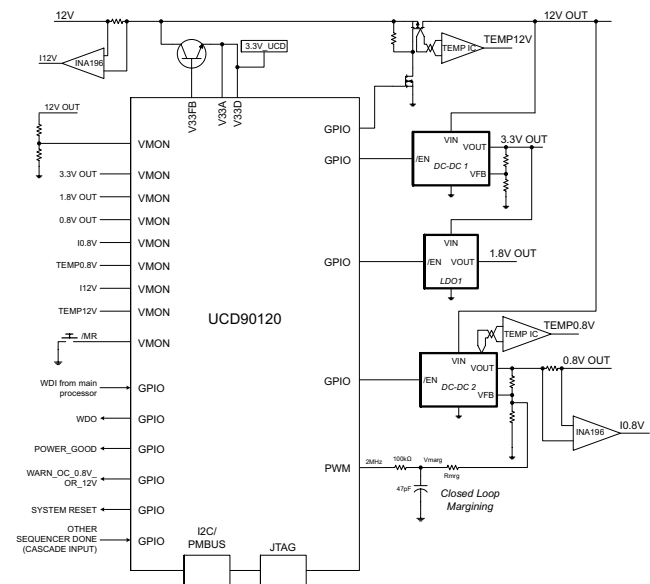 12V
12V OUT
3.3V_UCD
TEMP12V
TEMP IC
I12V
INA196
V33FB
V33A
V33D
12V OUT
GPIO
VMON
GPIO
VIN
VOUT
3.3V OUT
/EN
DC-DC 1
VFB
3.3V OUT
VMON
1.8V OUT
VMON
0.8V OUT
VMON
I0.8V
VMON
VIN
TEMP0.8V
VMON
GPIO
/EN
VOUT
1.8V OUT
LDO1
I12V
VMON
TEMP12V
VMON
UCD90120
/MR
VMON
TEMP0.8V
TEMP IC
VIN
VOUT
0.8V OUT
WDI from main
processor
GPIO
GPIO
/EN
DC-DC 2
VFB
WDO
GPIO
INA196
I0.8V
POWER_GOOD
GPIO
WARN_OC_0.8V_
OR_12V
GPIO
PWM
2MHz
100kΩ
Vmarg
Rmrg
47pF
Closed Loop
Margining
SYSTEM RESET
GPIO
OTHER
SEQUENCER DONE
(CASCADE INPUT)
GPIO
I2C/
PMBUS
JTAG